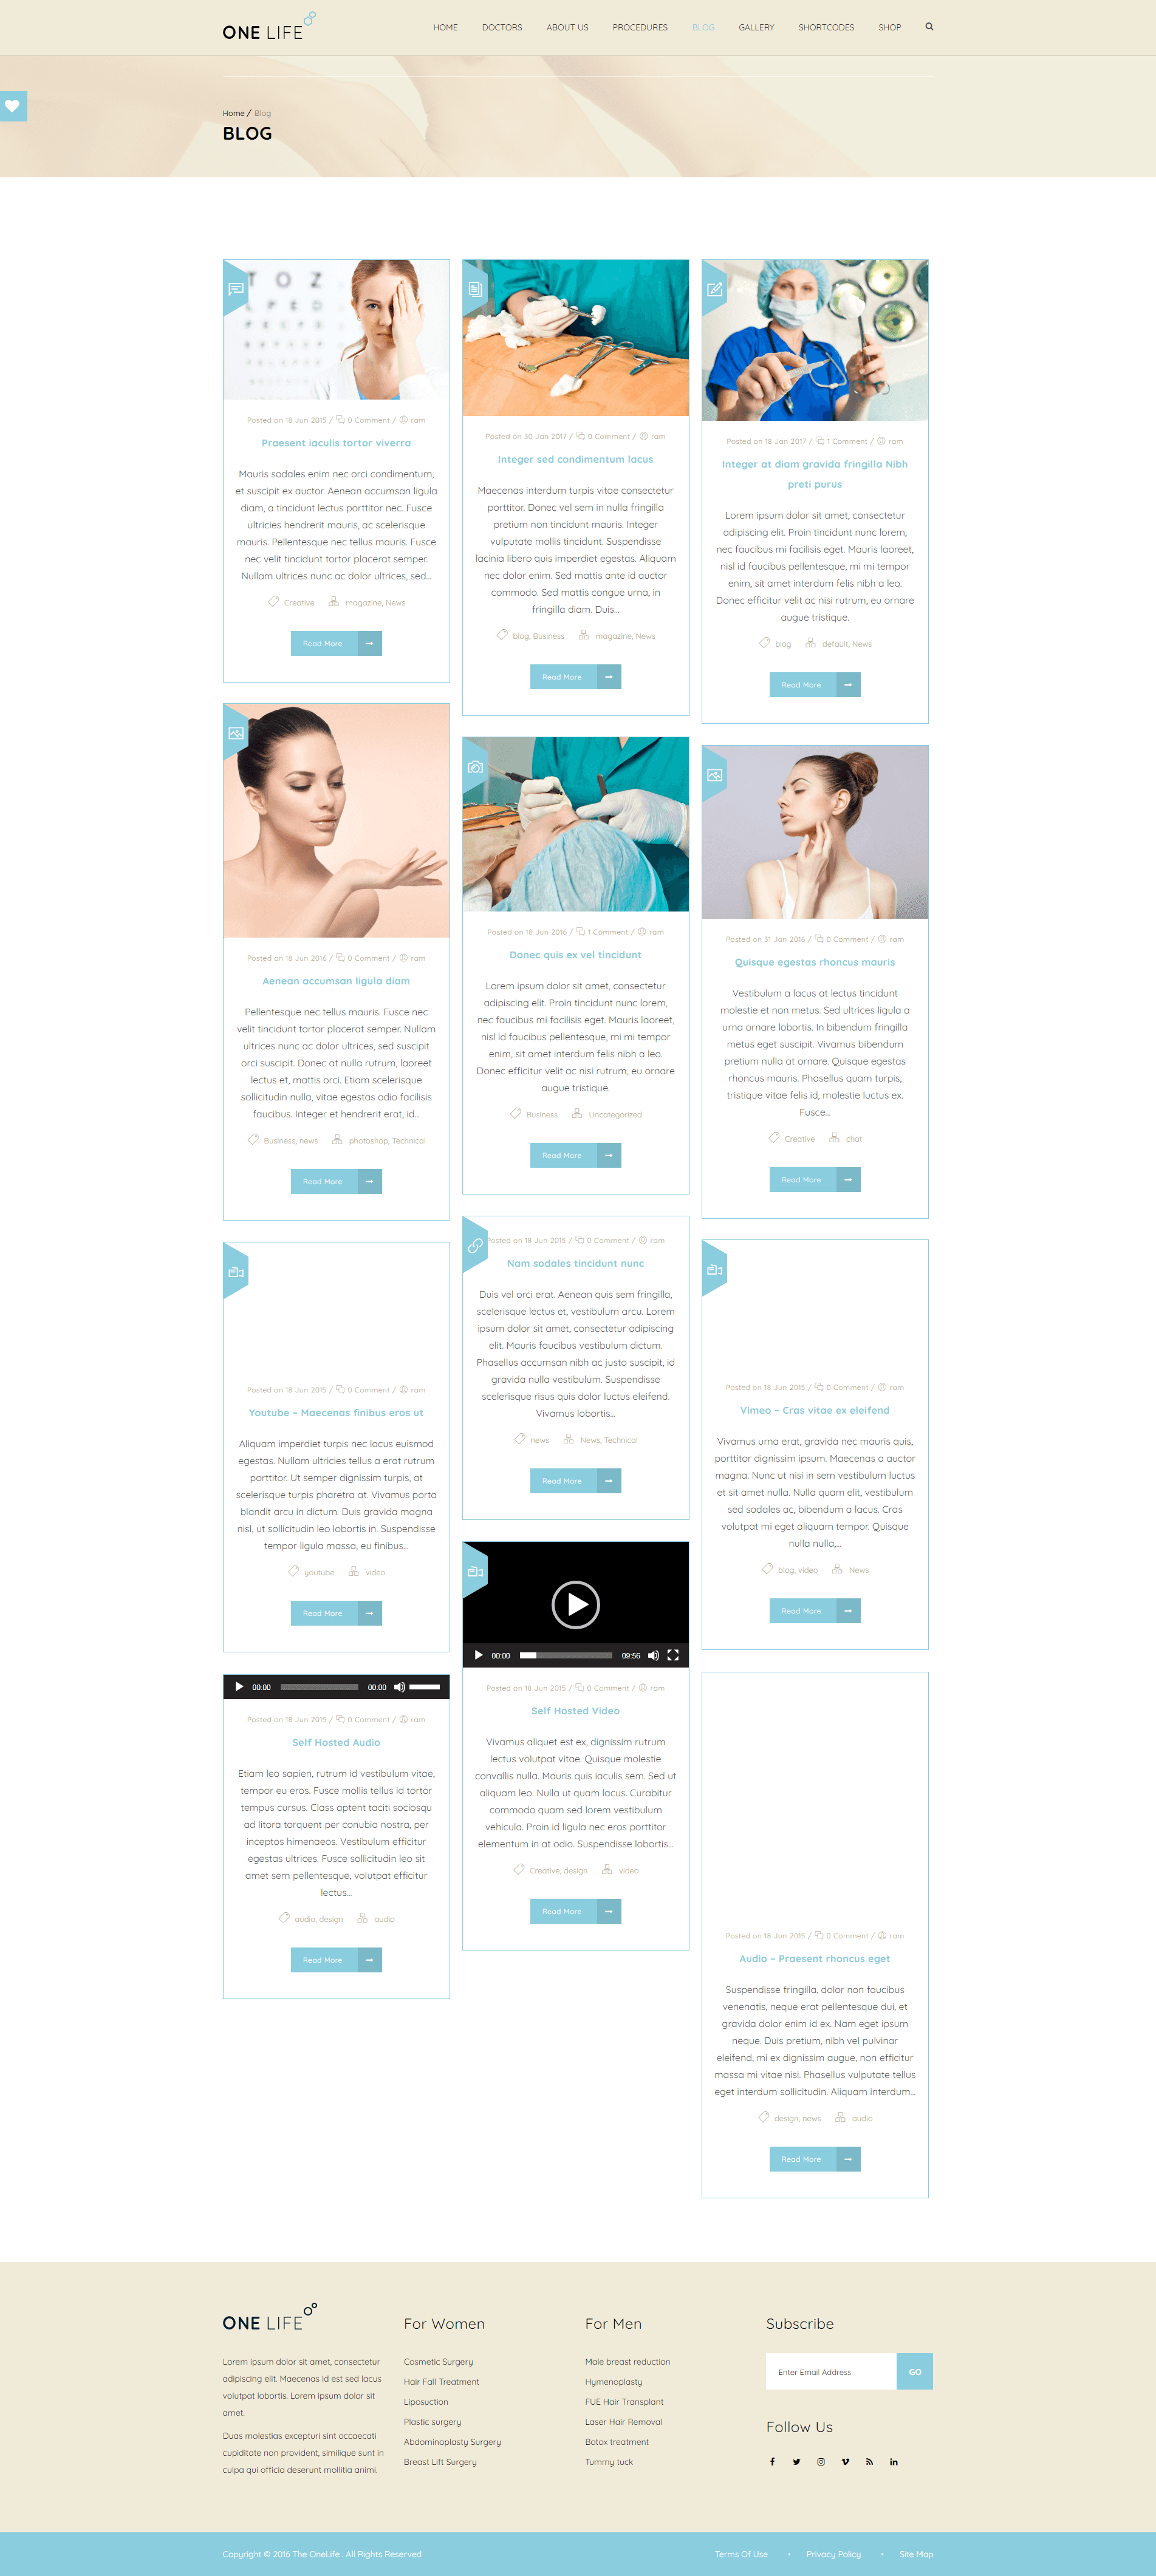 ONE LIFE
HOME DOCTORS ABOUT US PROCEDURES BLOG GALLERY SHORTCODES SHOP
Home / Blog
BLOG
T O Z
Posted on 18 Jun 2015 / 0 Comment / ram
Praesent iaculis tortor viverra
Mauris sodales enim nec orci condimentum,
et suscipit ex auctor. Aenean accumsan ligula
diam, a tincidunt lectus porttitor nec. Fusce
ultricies hendrerit mauris, ac scelerisque
mauris. Pellentesque nec tellus mauris. Fusce
nec velit tincidunt tortor placerat semper.
Nullam ultrices nunc ac dolor ultrices, sed...
Creative magazine, News
Read More
Posted on 18 Jun 2016 / 0 Comment / ram
Aenean accumsan ligula diam
Pellentesque nec tellus mauris. Fusce nec
velit tincidunt tortor placerat semper. Nullam
ultrices nunc ac dolor ultrices, sed suscipit
orci suscipit. Donec at nulla rutrum, laoreet
lectus et, mattis orci. Etiam scelerisque
sollicitudin nulla, vitae egestas odio facilisis
faucibus. Integer et hendrerit erat, id...
Business, news photoshop, Technical
Read More
Posted on 18 Jun 2015 / 0 Comment / ram
Youtube – Maecenas finibus eros ut
Aliquam imperdiet turpis nec lacus euismod
egestas. Nullam ultricies tellus a erat rutrum
porttitor. Ut semper dignissim turpis, at
scelerisque turpis pharetra at. Vivamus porta
blandit arcu in dictum. Duis gravida magna
nisl, ut sollicitudin leo lobortis in. Suspendisse
tempor ligula massa, eu finibus...
youtube video
Read More
00:00 00:00
Posted on 18 Jun 2015 / 0 Comment / ram
Self Hosted Audio
Etiam leo sapien, rutrum id vestibulum vitae,
tempor eu eros. Fusce mollis tellus id tortor
tempus cursus. Class aptent taciti sociosqu
ad litora torquent per conubia nostra, per
inceptos himenaeos. Vestibulum efficitur
egestas ultrices. Fusce sollicitudin leo sit
amet sem pellentesque, volutpat efficitur
lectus...
audio, design audio
Read More
Posted on 30 Jan 2017 / 0 Comment / ram
Integer sed condimentum lacus
Maecenas interdum turpis vitae consectetur
porttitor. Donec vel sem in nulla fringilla
pretium non tincidunt mauris. Integer
vulputate mollis tincidunt. Suspendisse
lacinia libero quis imperdiet egestas. Aliquam
nec dolor enim. Sed mattis ante id auctor
commodo. Sed mattis congue urna, in
fringilla diam. Duis...
blog, Business magazine, News
Read More
Posted on 18 Jun 2016 / 1 Comment / ram
Donec quis ex vel tincidunt
Lorem ipsum dolor sit amet, consectetur
adipiscing elit. Proin tincidunt nunc lorem,
nec faucibus mi facilisis eget. Mauris laoreet,
nisl id faucibus pellentesque, mi mi tempor
enim, sit amet interdum felis nibh a leo.
Donec efficitur velit ac nisi rutrum, eu ornare
augue tristique.
Business Uncategorized
Read More
Posted on 18 Jun 2015 / 0 Comment / ram
Nam sodales tincidunt nunc
Duis vel orci erat. Aenean quis sem fringilla,
scelerisque lectus et, vestibulum arcu. Lorem
ipsum dolor sit amet, consectetur adipiscing
elit. Mauris faucibus vestibulum dictum.
Phasellus accumsan nibh ac justo suscipit, id
gravida nulla vestibulum. Suspendisse
scelerisque risus quis dolor luctus eleifend.
Vivamus lobortis...
news News, Technical
Read More
00:00 09:56
Posted on 18 Jun 2015 / 0 Comment / ram
Self Hosted Video
Vivamus aliquet est ex, dignissim rutrum
lectus volutpat vitae. Quisque molestie
convallis nulla. Mauris quis iaculis sem. Sed ut
aliquam leo. Nulla ut quam lacus. Curabitur
commodo quam sed lorem vestibulum
vehicula. Proin id ligula nec eros porttitor
elementum in at odio. Suspendisse lobortis...
Creative, design video
Read More
Posted on 18 Jan 2017 / 1 Comment / ram
Integer at diam gravida fringilla Nibh
preti purus
Lorem ipsum dolor sit amet, consectetur
adipiscing elit. Proin tincidunt nunc lorem,
nec faucibus mi facilisis eget. Mauris laoreet,
nisl id faucibus pellentesque, mi mi tempor
enim, sit amet interdum felis nibh a leo.
Donec efficitur velit ac nisi rutrum, eu ornare
augue tristique.
blog default, News
Read More
Posted on 31 Jan 2016 / 0 Comment / ram
Quisque egestas rhoncus mauris
Vestibulum a lacus at lectus tincidunt
molestie et non metus. Sed ultrices ligula a
urna ornare lobortis. In bibendum fringilla
metus eget suscipit. Vivamus bibendum
pretium nulla at ornare. Quisque egestas
rhoncus mauris. Phasellus quam turpis,
tristique vitae felis id, molestie luctus ex.
Fusce...
Creative chat
Read More
Posted on 18 Jun 2015 / 0 Comment / ram
Vimeo – Cras vitae ex eleifend
Vivamus urna erat, gravida nec mauris quis,
porttitor dignissim ipsum. Maecenas a auctor
magna. Nunc ut nisi in sem vestibulum luctus
et sit amet nulla. Nulla quam elit, vestibulum
sed sodales ac, bibendum a lacus. Cras
volutpat mi eget aliquam tempor. Quisque
nulla nulla,...
blog, video News
Read More
Posted on 18 Jun 2015 / 0 Comment / ram
Audio – Praesent rhoncus eget
Suspendisse fringilla, dolor non faucibus
venenatis, neque erat pellentesque dui, et
gravida dolor enim id ex. Nam eget ipsum
neque. Duis pretium, nibh vel pulvinar
eleifend, mi ex dignissim augue, non efficitur
massa mi vitae nisi. Phasellus vulputate tellus
eget interdum sollicitudin. Aliquam interdum...
design, news audio
Read More
ONE LIFE
Lorem ipsum dolor sit amet, consectetur
adipiscing elit. Maecenas id est sed lacus
volutpat lobortis. Lorem ipsum dolor sit
amet.
Duas molestias excepturi sint occaecati
cupiditate non provident, similique sunt in
culpa qui officia deserunt mollitia animi.
For Women
Cosmetic Surgery
Hair Fall Treatment
Liposuction
Plastic surgery
Abdominoplasty Surgery
Breast Lift Surgery
For Men
Male breast reduction
Hymenoplasty
FUE Hair Transplant
Laser Hair Removal
Botox treatment
Tummy tuck
Subscribe
Enter Email Address GO
Follow Us
Copyright © 2016 The OneLife . All Rights Reserved
Terms Of Use • Privacy Policy • Site Map